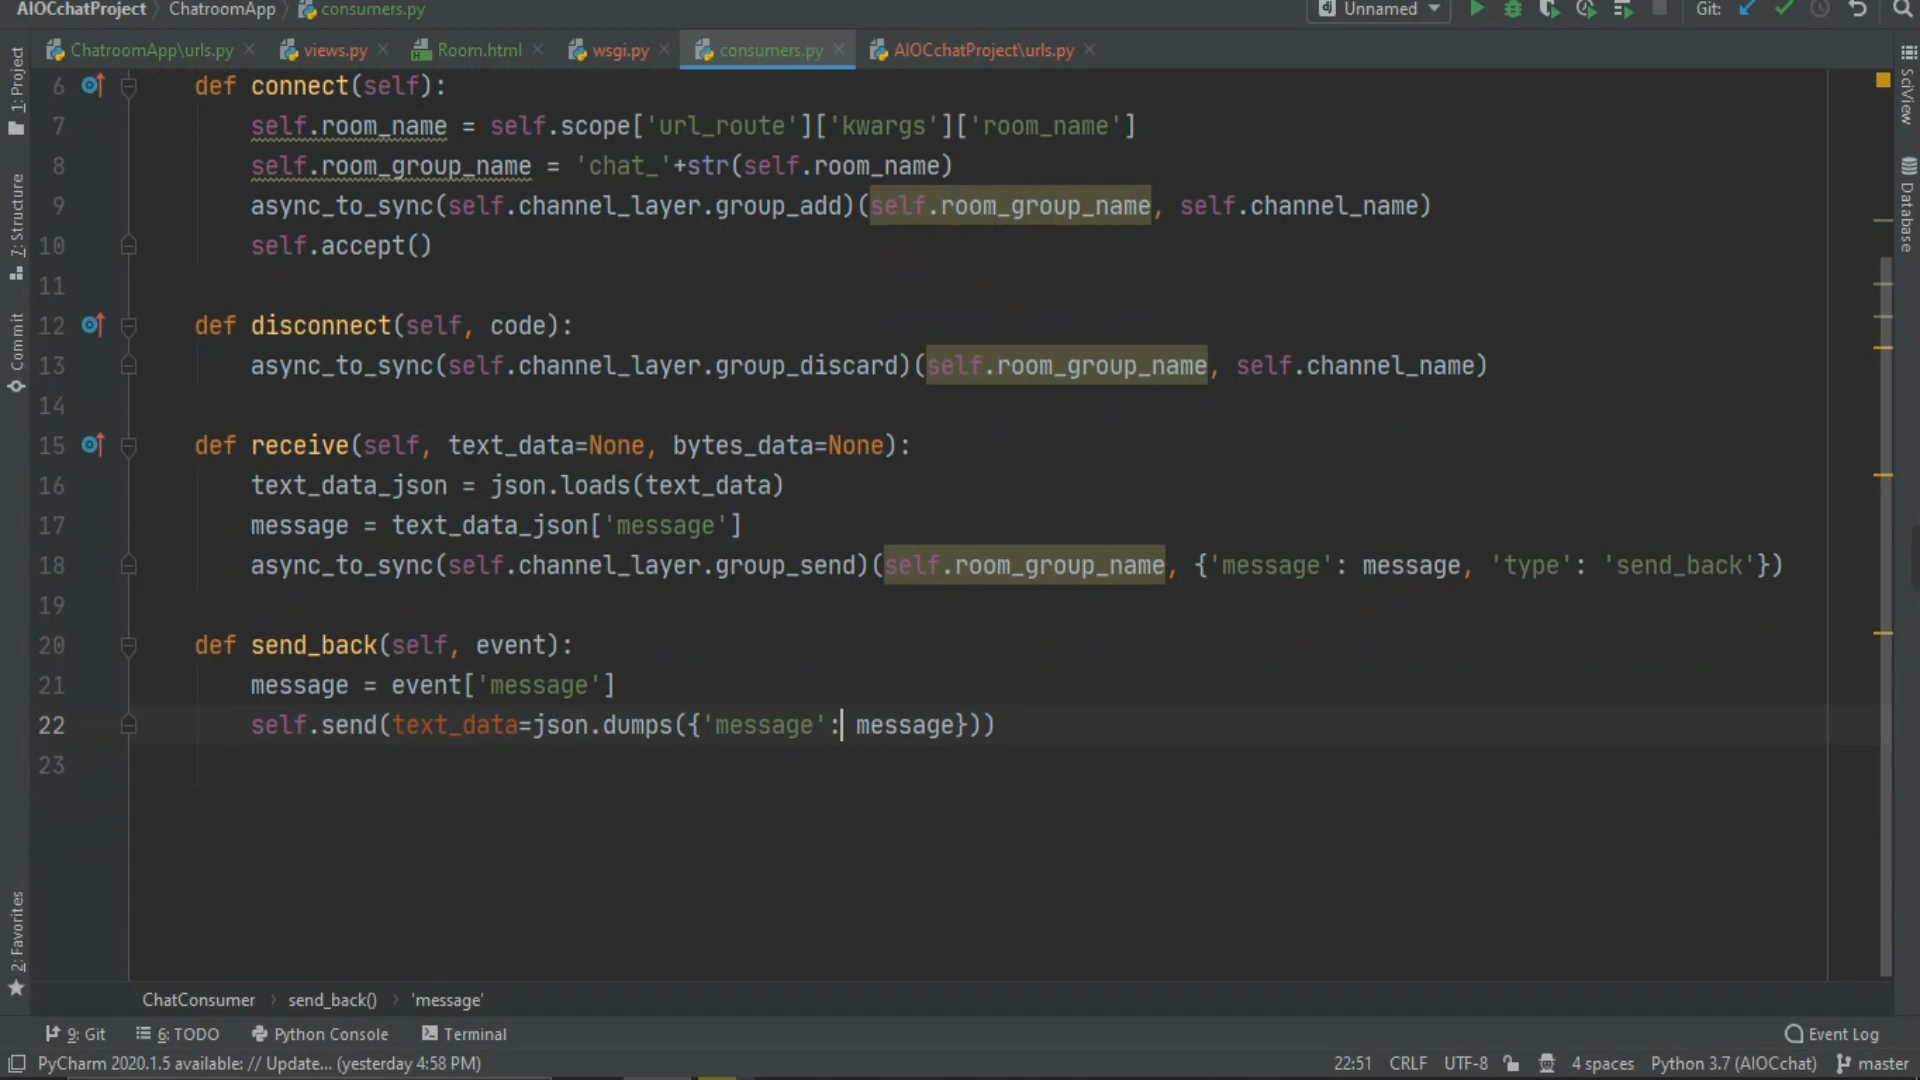 AIOCchatProject ChatroomApp consumers.py Unnamed Git:
ChatroomApp\urls.py views.py Room.html wsgi.py consumers.py AIOCchatProject\urls.py
1: Project
7: Structure
Commit
2: Favorites
SciView
Database
6 def connect(self):
7 self.room_name = self.scope['url_route']['kwargs']['room_name']
8 self.room_group_name = 'chat_'+str(self.room_name)
9 async_to_sync(self.channel_layer.group_add)(self.room_group_name, self.channel_name)
10 self.accept()
11
12 def disconnect(self, code):
13 async_to_sync(self.channel_layer.group_discard)(self.room_group_name, self.channel_name)
14
15 def receive(self, text_data=None, bytes_data=None):
16 text_data_json = json.loads(text_data)
17 message = text_data_json['message']
18 async_to_sync(self.channel_layer.group_send)(self.room_group_name, {'message': message, 'type': 'send_back'})
19
20 def send_back(self, event):
21 message = event['message']
22 self.send(text_data=json.dumps({'message': message}))
23
ChatConsumer send_back() 'message'
9: Git 6: TODO Python Console Terminal Event Log
PyCharm 2020.1.5 available: // Update... (yesterday 4:58 PM) 22:51 CRLF UTF-8 4 spaces Python 3.7 (AIOCchat) master